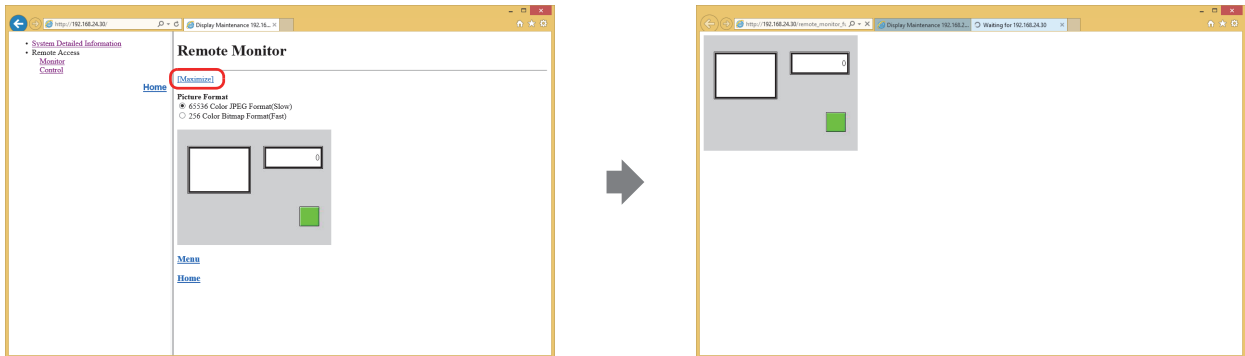 http://192.168.24.30/
Display Maintenance 192.16...
System Detailed Information
Remote Access
Monitor
Control
Home
Remote Monitor
[Maximize]
Picture Format
65536 Color JPEG Format(Slow)
256 Color Bitmap Format(Fast)
0
Menu
Home
http://192.168.24.30/remote_monitor_fu
Display Maintenance 192.168.2...
Waiting for 192.168.24.30
0